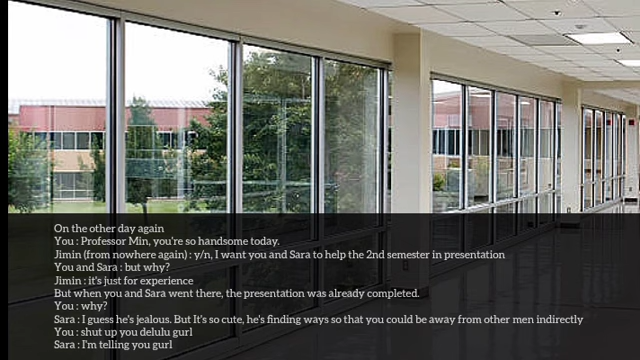 On the other day again
You : Professor Min, you're so handsome today.
Jimin (from nowhere again) : y/n, I want you and Sara to help the 2nd semester in presentation
You and Sara : but why?
Jimin : it's just for experience
But when you and Sara went there, the presentation was already completed.
You : why?
Sara : I guess he's jealous. But It's so cute, he's finding ways so that you could be away from other men indirectly
You : shut up you delulu gurl
Sara : I'm telling you gurl